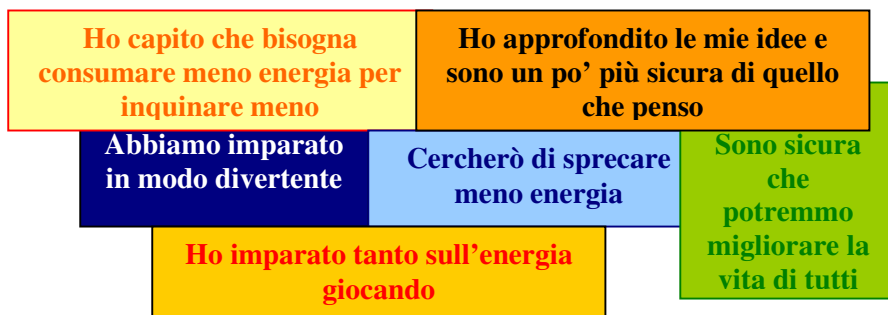 Ho capito che bisogna
consumare meno energia per
inquinare meno
Ho approfondito le mie idee e
sono un po' più sicura di quello
che penso
Abbiamo imparato
in modo divertente
Cercherò di sprecare
meno energia
Sono sicura
che
potremmo
migliorare la
vita di tutti
Ho imparato tanto sull'energia
giocando